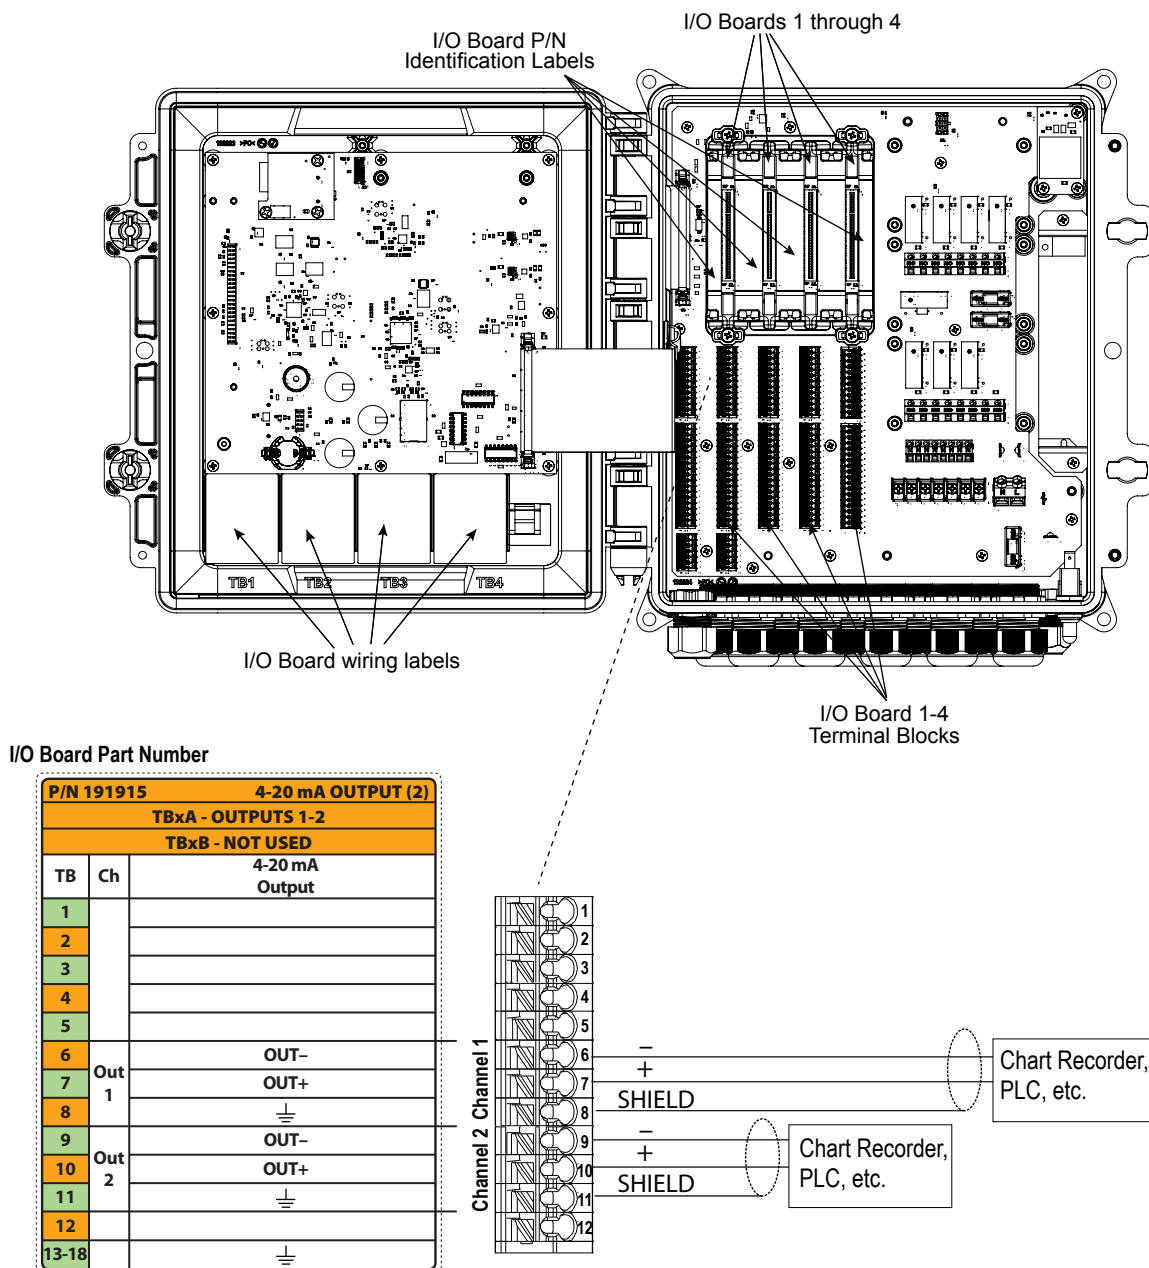 I/O Boards 1 through 4
I/O Board P/N
Identification Labels
TB1
TB2
TB3
TB4
I/O Board wiring labels
I/O Board 1-4
Terminal Blocks
I/O Board Part Number
P/N 191915 4-20 mA OUTPUT (2)
TBxA - OUTPUTS 1-2
TBxB - NOT USED
TB Ch 4-20 mA
Output
1
2
3
4
5
6 OUT–
7 Out 1 OUT+
8
9 OUT–
10 Out 2 OUT+
11
12
13-18
Channel 1
Channel 2
1
2
3
4
5
6
7
8
9
10
11
12
–
+
SHIELD
Chart Recorder,
PLC, etc.
–
+
SHIELD
Chart Recorder,
PLC, etc.
N L